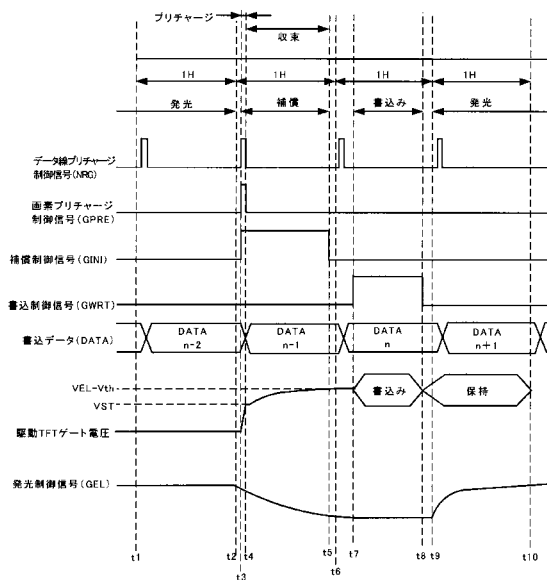 プリチャージ
収束
1H 1H 1H 1H
発光 補償 書込み 発光
データ線プリチャージ
制御信号(NRG)
画素プリチャージ
制御信号(GPRE)
補償制御信号(GINI)
書込制御信号(GWRT)
書込データ(DATA)
DATA n-2
DATA n-1
DATA n
DATA n+1
VEL-Vth
VST
書込み 保持
駆動TFTゲート電圧
発光制御信号(GEL)
t1 t2 t4 t5 t7 t8 t9 t10
t3 t6